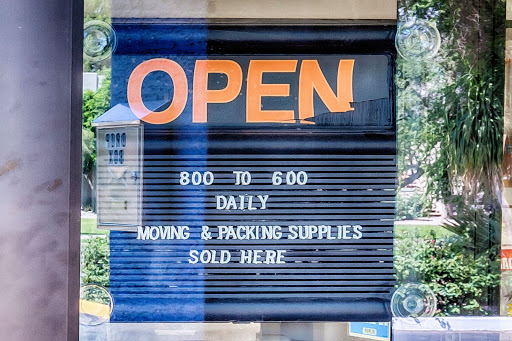 OPEN
800 TO 600
DAILY
MOVING & PACKING SUPPLIES
SOLD HERE